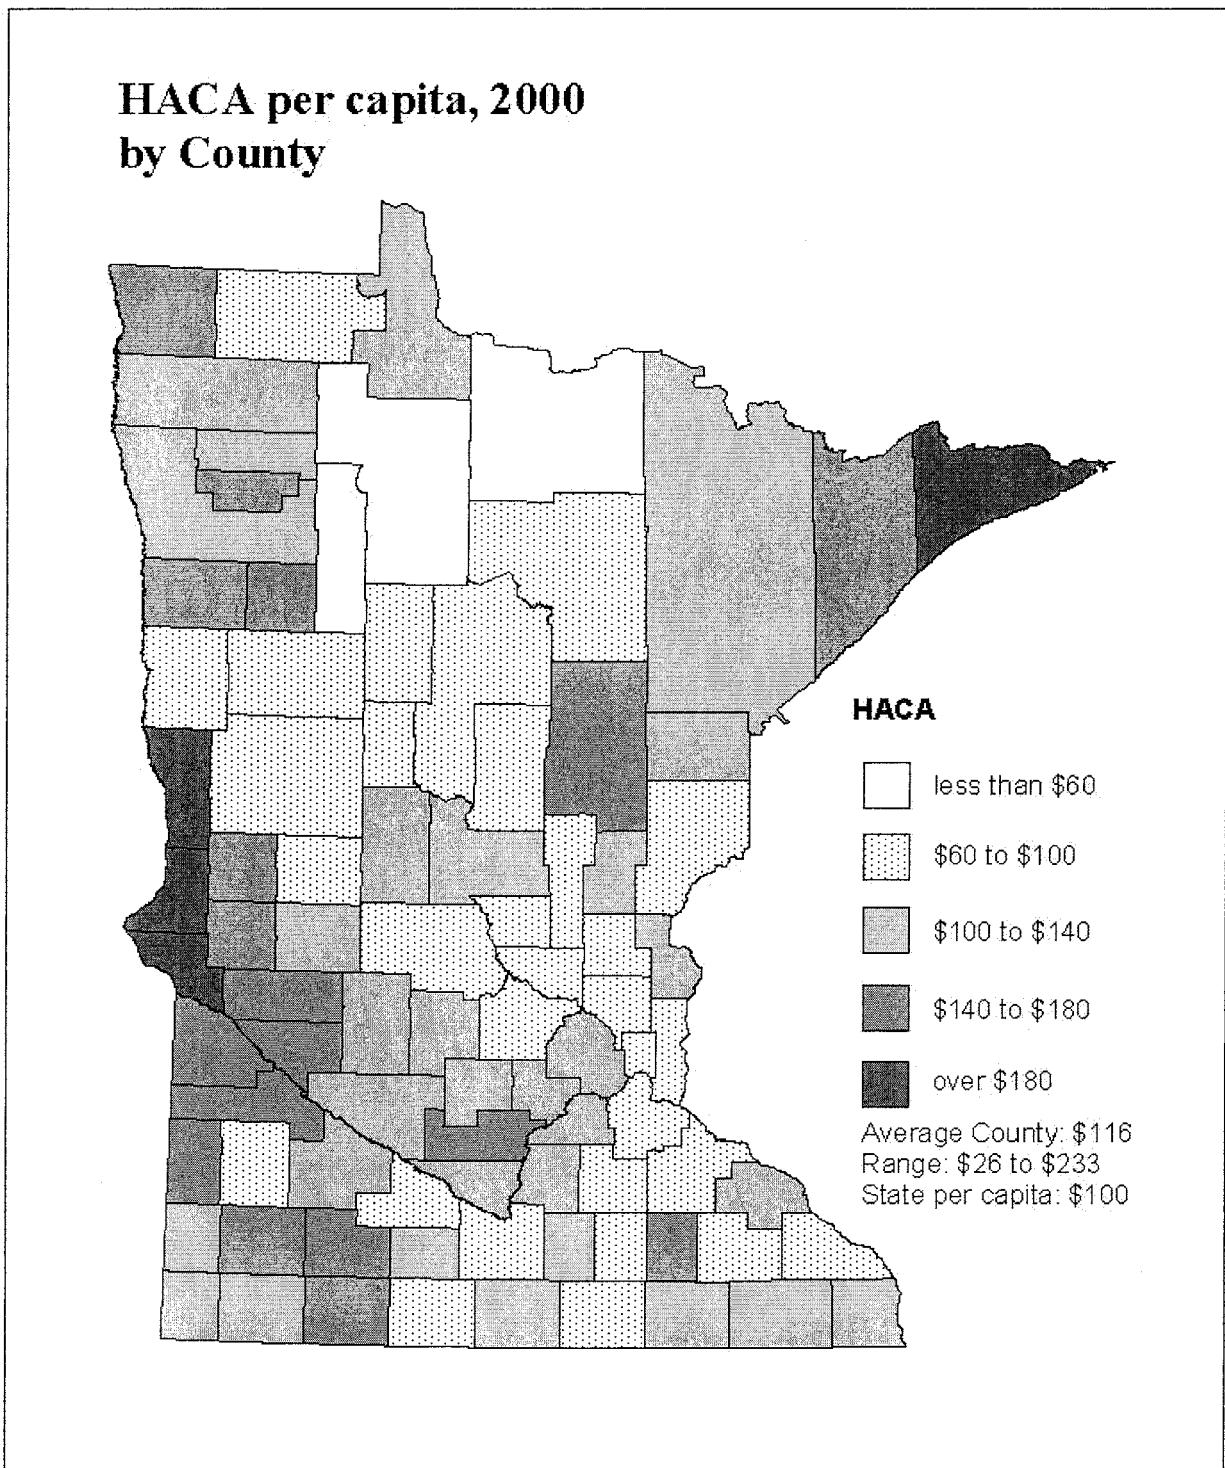 HACA per capita, 2000
by County
HACA
less than $60
$60 to $100
$100 to $140
$140 to $180
over $180
Average County: $116
Range: $26 to $233
State per capita: $100